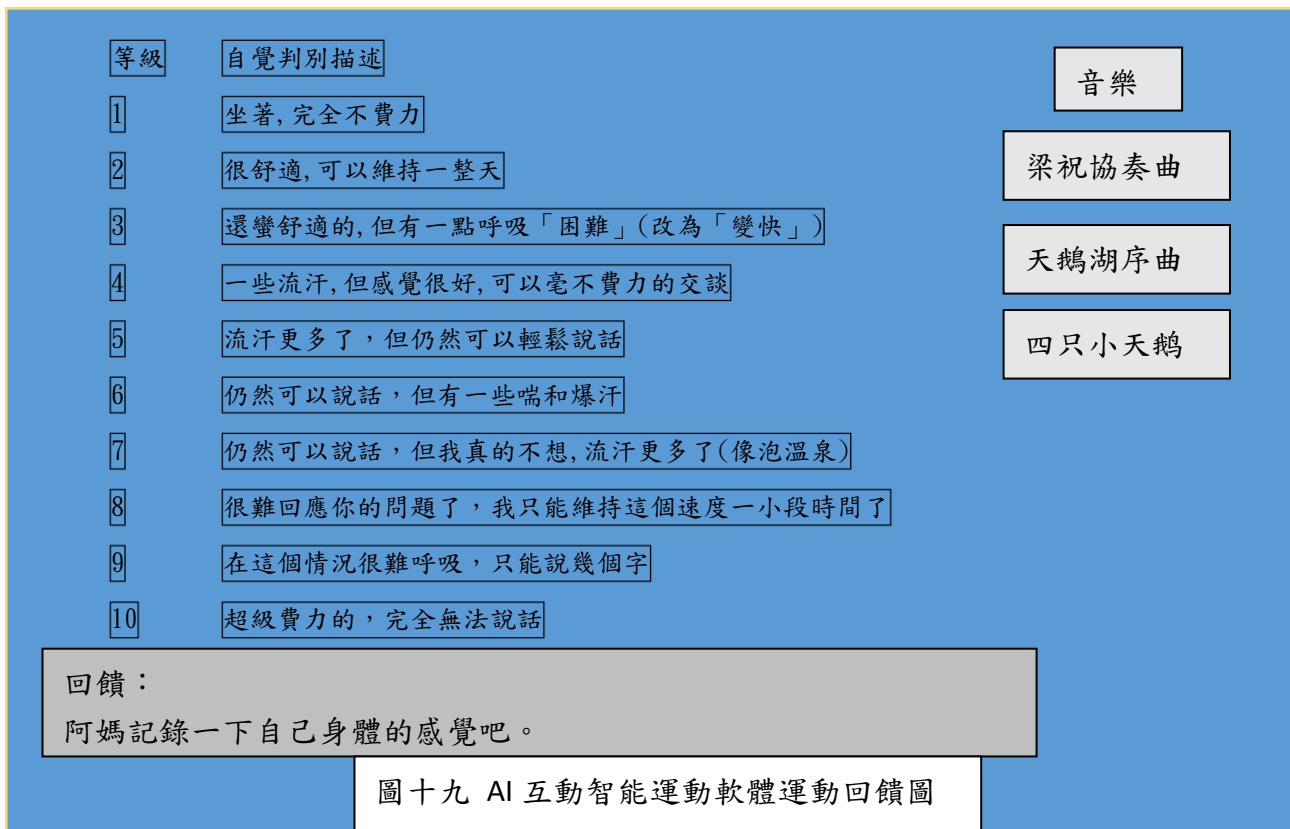 等級 自覺判別描述
1 坐著,完全不費力
2 很舒適,可以維持一整天
3 還蠻舒適的,但有一點呼吸「困難」(改為「變快」)
4 一些流汗,但感覺很好,可以毫不費力的交談
5 流汗更多了，但仍然可以輕鬆說話
6 仍然可以說話，但有一些喘和爆汗
7 仍然可以說話，但我真的不想,流汗更多了(像泡溫泉)
8 很難回應你的問題了，我只能維持這個速度一小段時間了
9 在這個情況很難呼吸，只能說幾個字
10 超級費力的，完全無法說話
音樂
梁祝協奏曲
天鵝湖序曲
四只小天鹅
回饋：
阿媽記錄一下自己身體的感覺吧。
圖十九 AI 互動智能運動軟體運動回饋圖